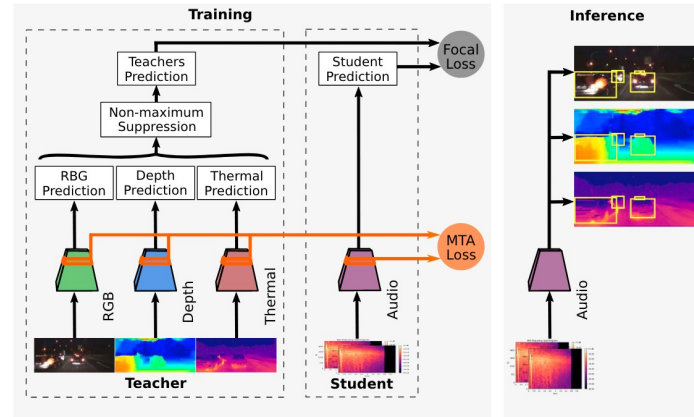 Training
Inference
Teachers
Prediction
Student
Prediction
Focal
Loss
Non-maximum
Suppression
RBG
Prediction
Depth
Prediction
Thermal
Prediction
MTA
Loss
RGB
Depth
Thermal
Audio
Audio
Teacher
Student